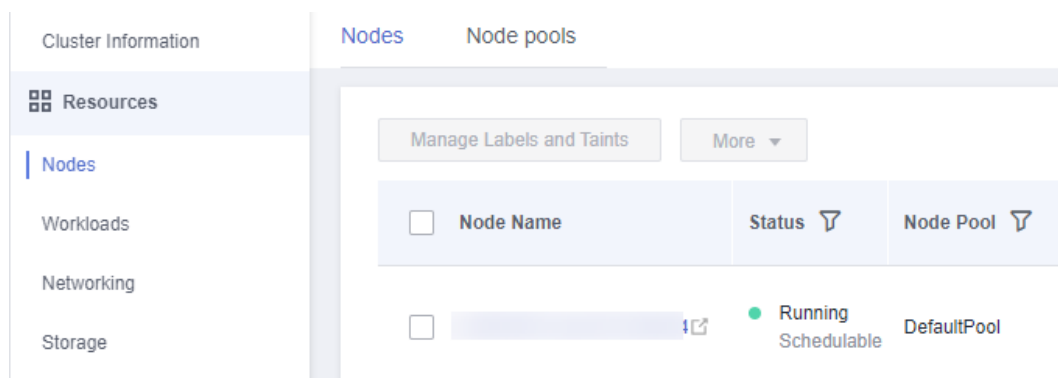 Cluster Information
Resources
Nodes
Workloads
Networking
Storage
Nodes Node pools
Manage Labels and Taints More
Node Name Status Node Pool
4 Running DefaultPool
Schedulable